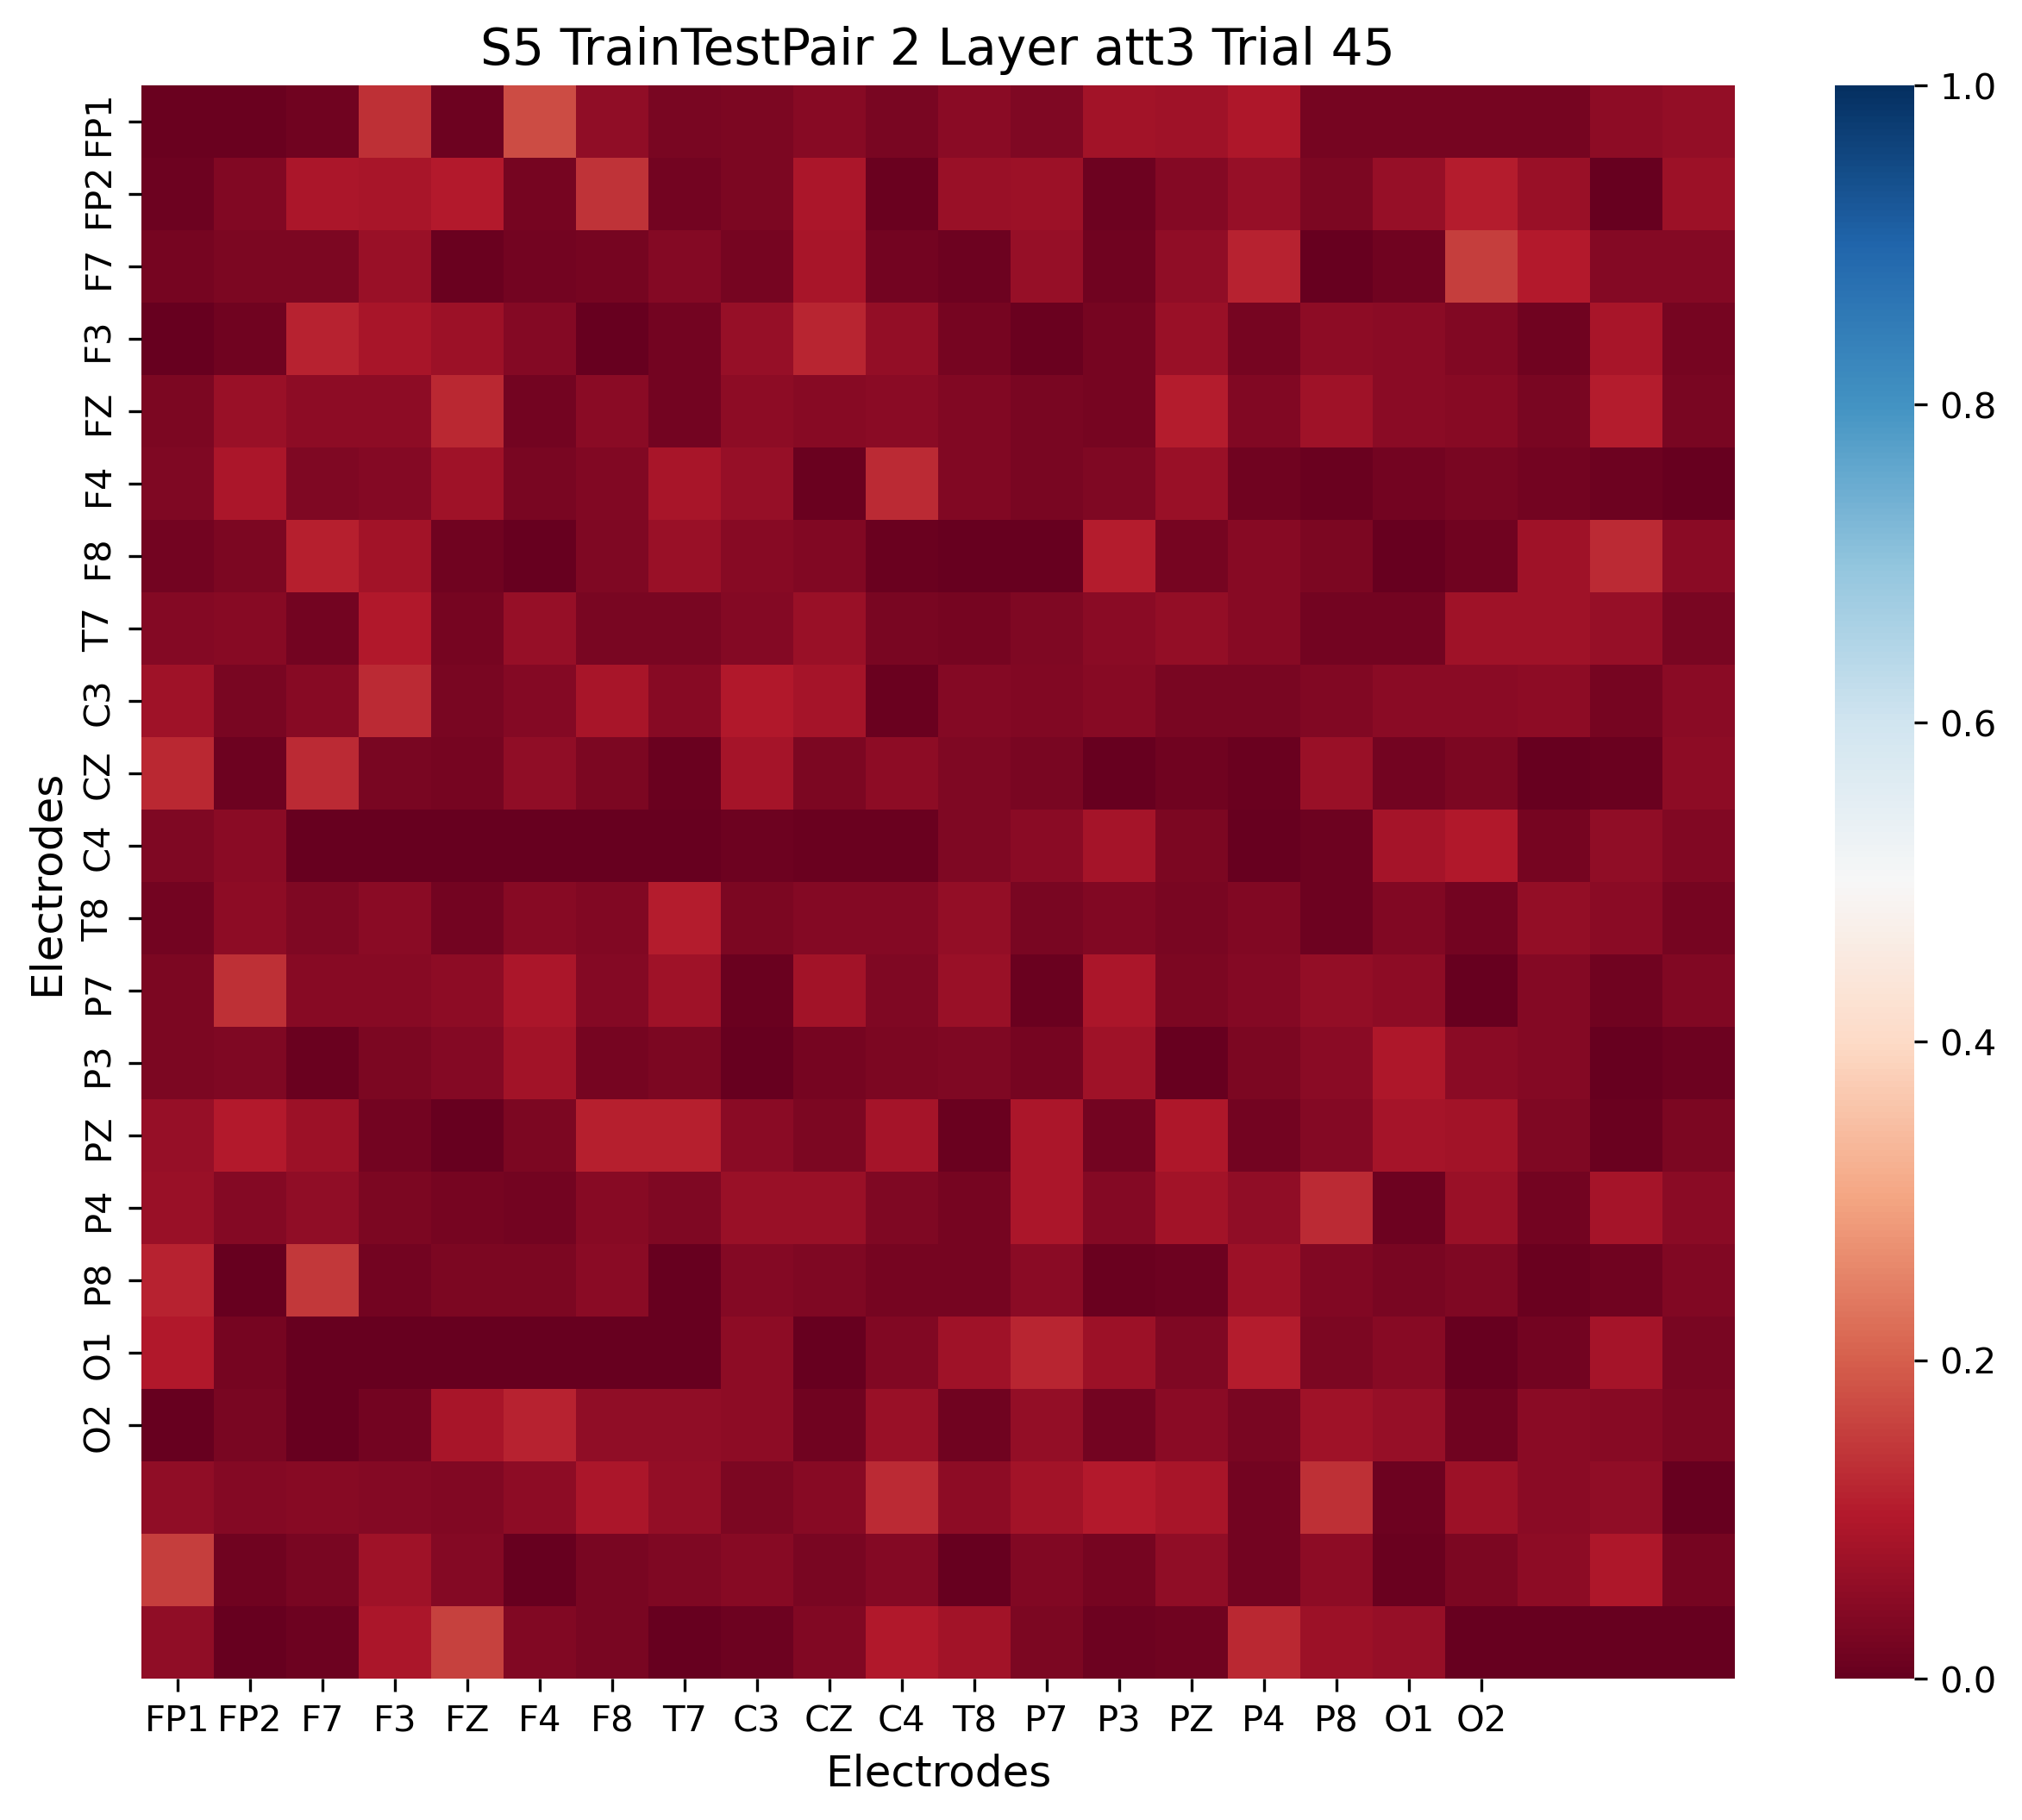 S5 TrainTestPair 2 Layer att3 Trial 45
Electrodes
FP1
FP2
F7
F3
FZ
F4
F8
T7
C3
CZ
C4
T8
P7
P3
PZ
P4
P8
O1
O2
FP1 FP2 F7 F3 FZ F4 F8 T7 C3 CZ C4 T8 P7 P3 PZ P4 P8 O1 O2
Electrodes
1.0
0.8
0.6
0.4
0.2
0.0